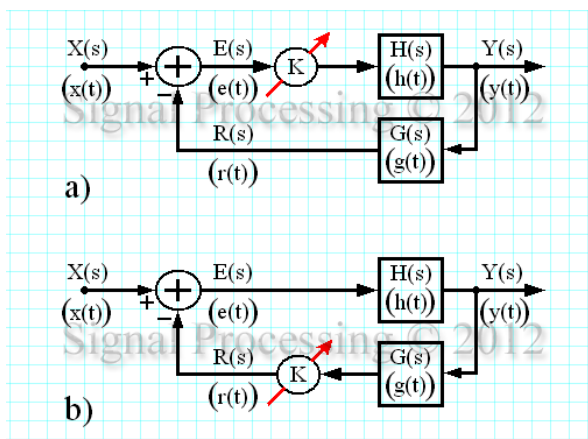 X(s) E(s) H(s) Y(s)
+ + K
(x(t) − (e(t)) (h(t)) (y(t))
Signal Processing © 2012
R(s) G(s)
(r(t)) (g(t))
a)
X(s) E(s) H(s) Y(s)
+ +
(x(t) − (e(t)) (h(t)) (y(t))
Signal Processing © 2012
R(s) K G(s)
(r(t)) (g(t))
b)